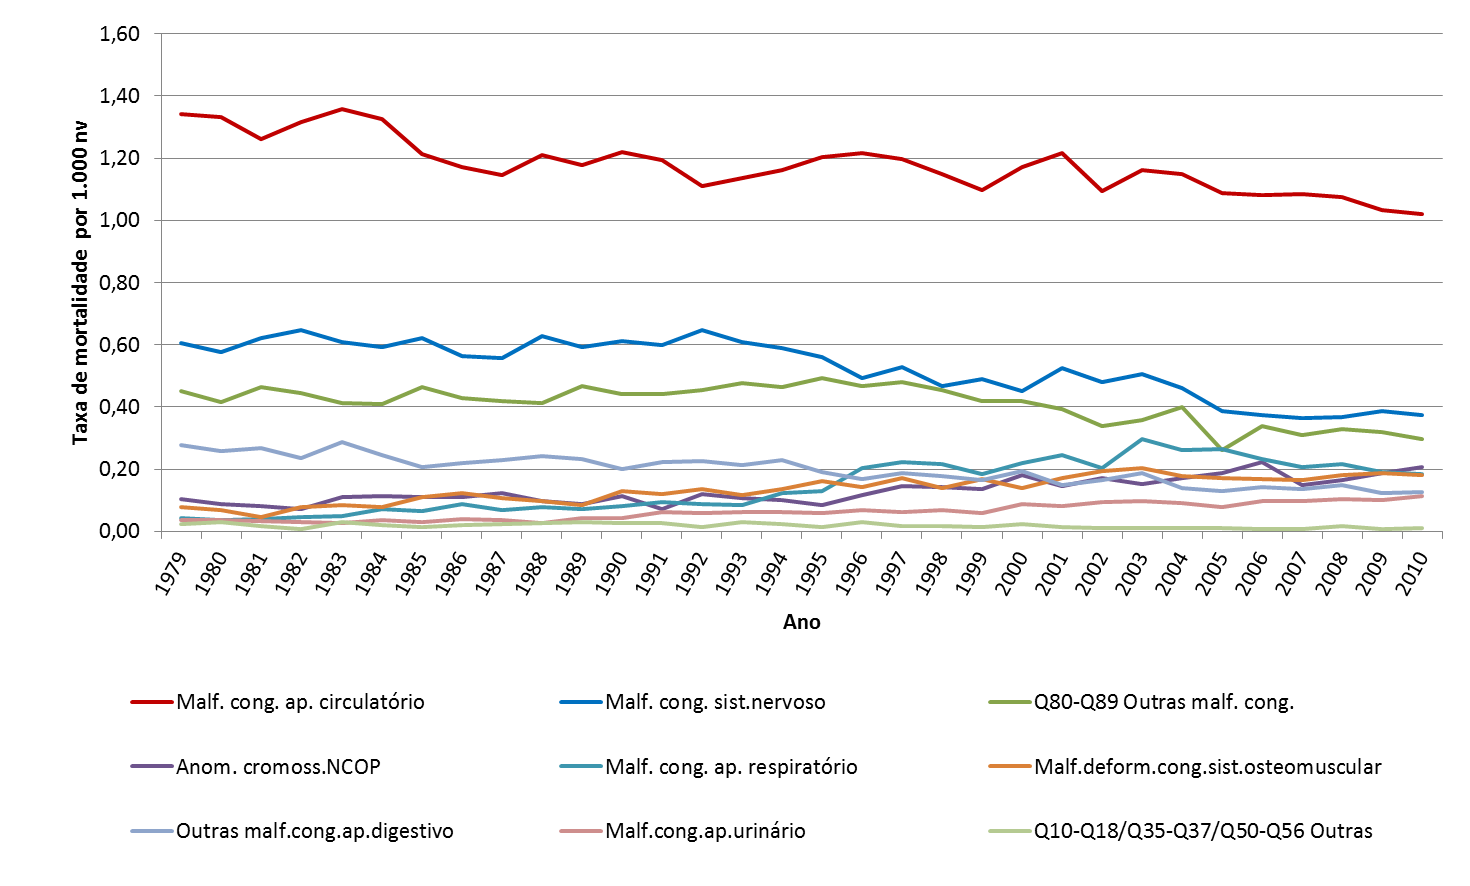 1,60
1,40
1,20
1,00
0,80
0,60
0,40
0,20
0,00
Taxa de mortalidade por 1.000 nv
1979 1980 1981 1982 1983 1984 1985 1986 1987 1988 1989 1990 1991 1992 1993 1994 1995 1996 1997 1998 1999 2000 2001 2002 2003 2004 2005 2006 2007 2008 2009 2010
Ano
Malf. cong. ap. circulatório
Malf. cong. sist.nervoso
Q80-Q89 Outras malf. cong.
Anom. cromoss.NCOP
Malf. cong. ap. respiratório
Malf.deform.cong.sist.osteomuscular
Outras malf.cong.ap.digestivo
Malf.cong.ap.urinário
Q10-Q18/Q35-Q37/Q50-Q56 Outras